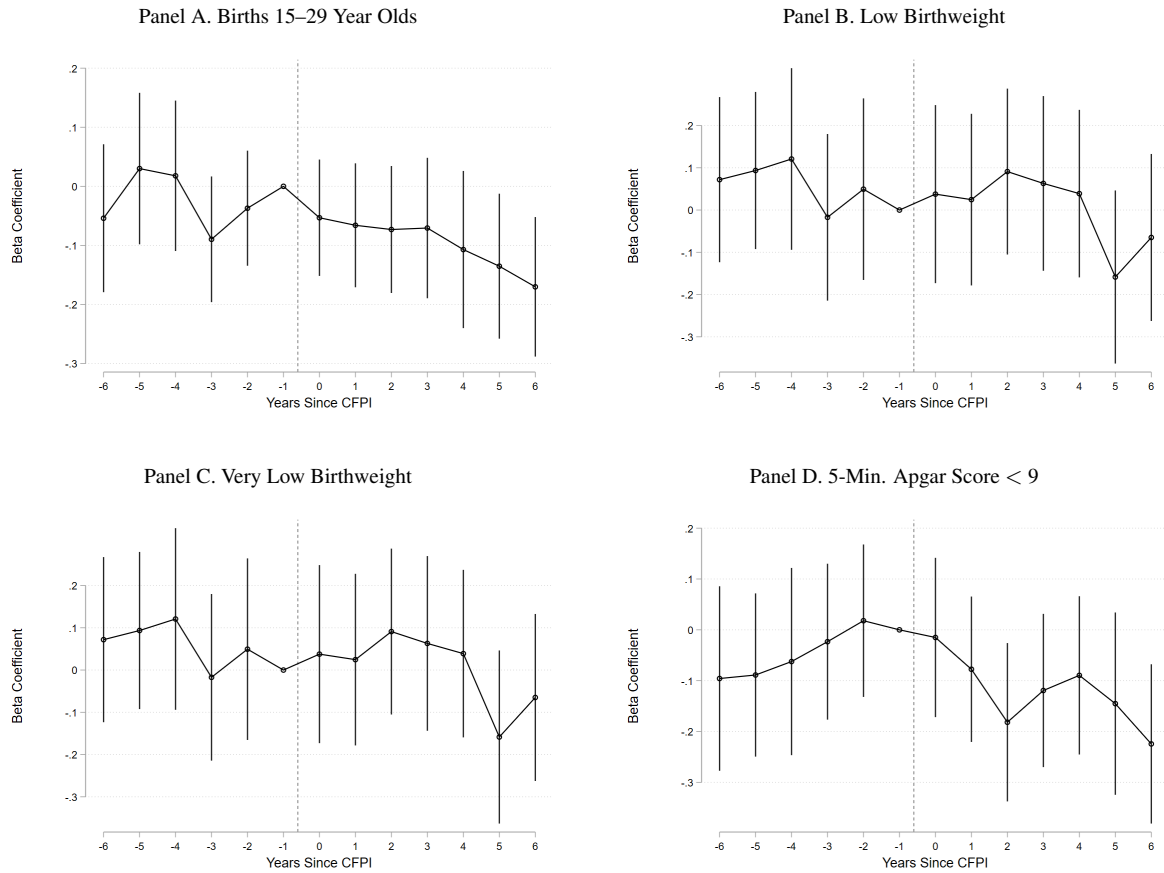 Panel A. Births 15–29 Year Olds
.2
.1
0
-.1
-.2
-.3
Beta Coefficient
-6 -5 -4 -3 -2 -1 0 1 2 3 4 5 6
Years Since CFPI
Panel B. Low Birthweight
.2
.1
0
-.1
-.2
-.3
Beta Coefficient
-6 -5 -4 -3 -2 -1 0 1 2 3 4 5 6
Years Since CFPI
Panel C. Very Low Birthweight
.2
.1
0
-.1
-.2
-.3
Beta Coefficient
-6 -5 -4 -3 -2 -1 0 1 2 3 4 5 6
Years Since CFPI
Panel D. 5-Min. Apgar Score < 9
.2
.1
0
-.1
-.2
-.3
Beta Coefficient
-6 -5 -4 -3 -2 -1 0 1 2 3 4 5 6
Years Since CFPI